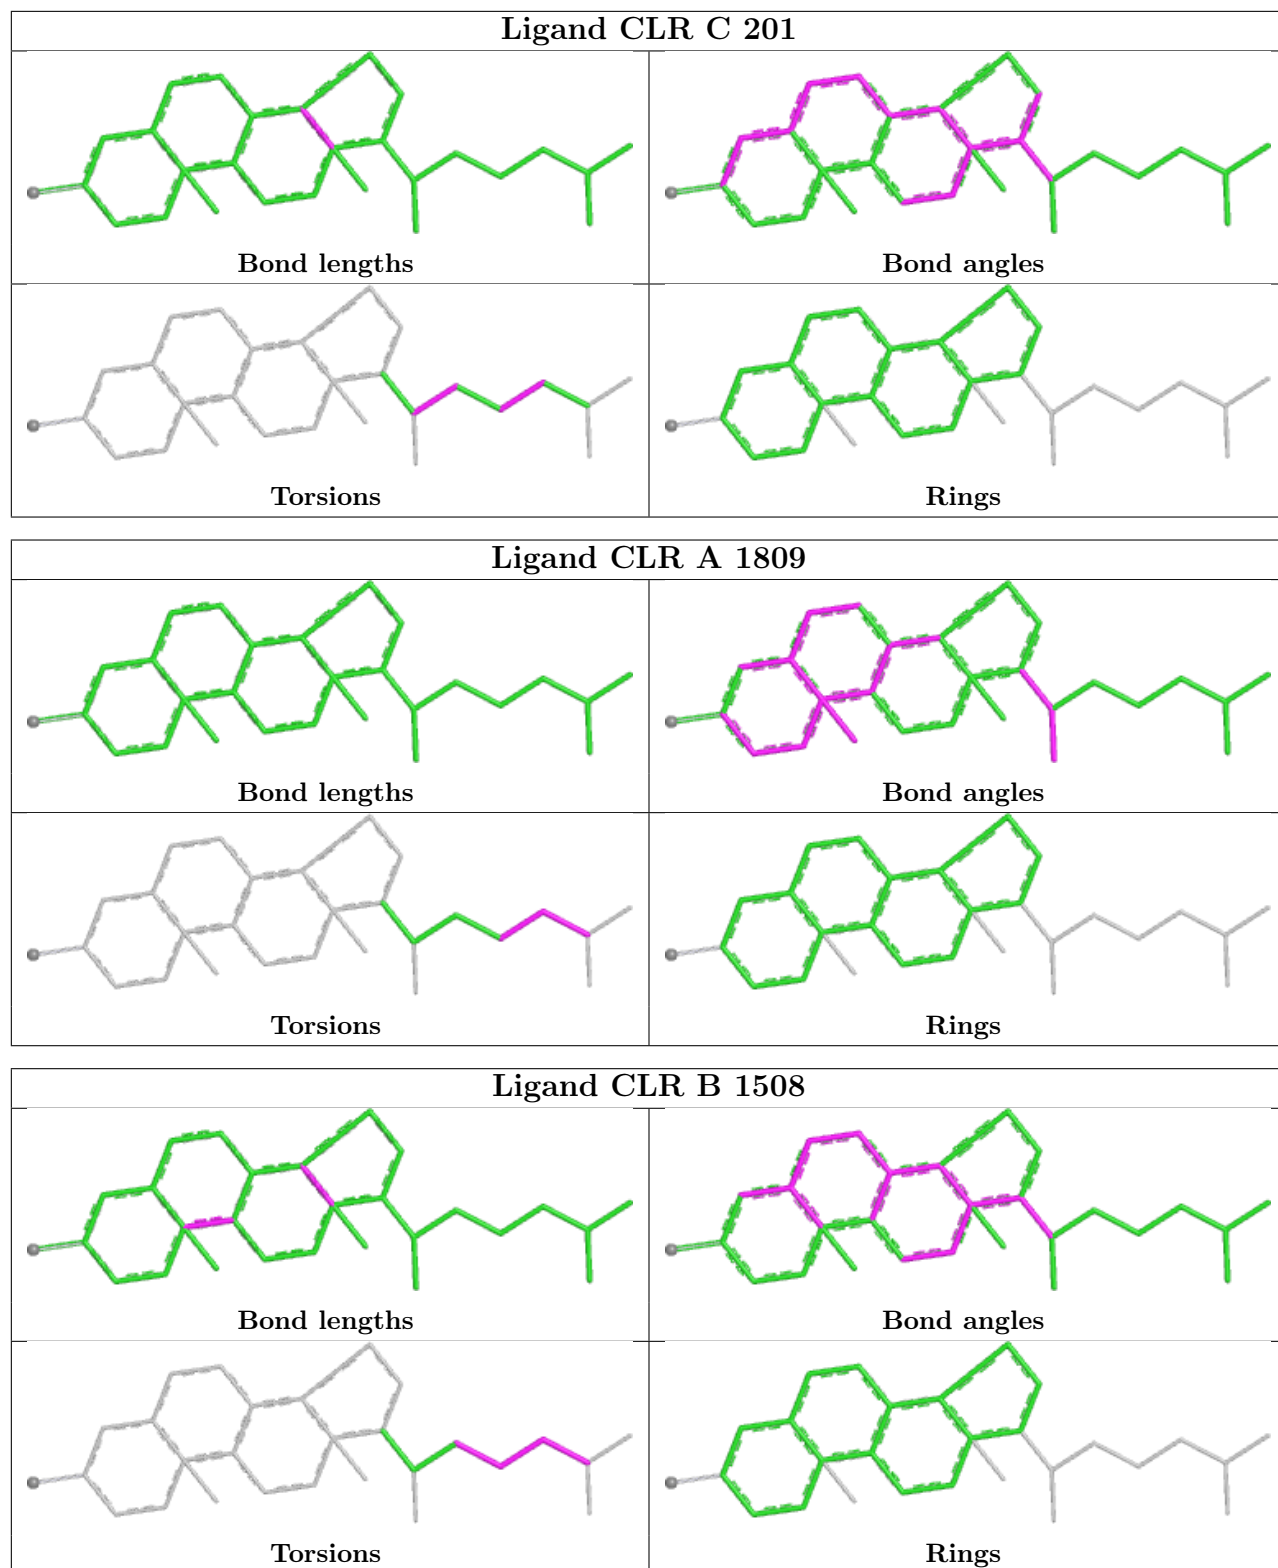 Ligand CLR C 201
Bond lengths
Bond angles
Torsions
Rings
Ligand CLR A 1809
Bond lengths
Bond angles
Torsions
Rings
Ligand CLR B 1508
Bond lengths
Bond angles
Torsions
Rings